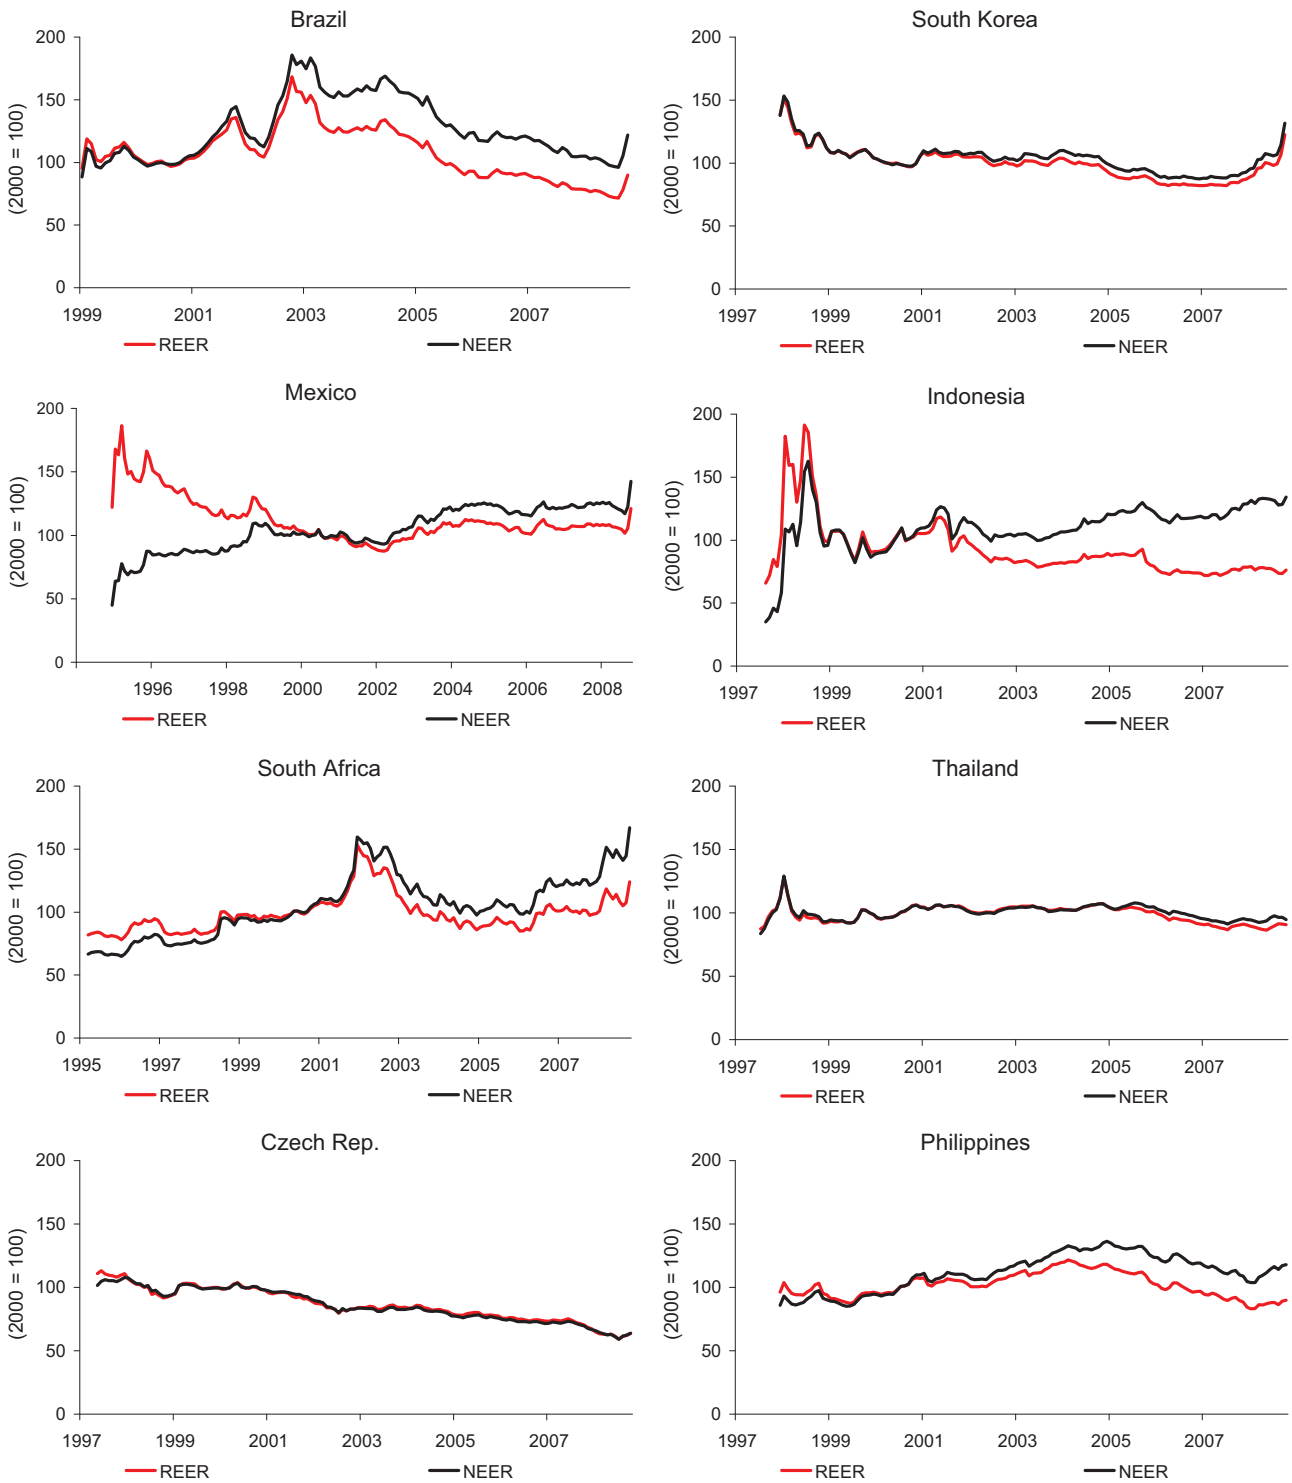 Brazil
(2000 = 100)
200
150
100
50
0
1999 2001 2003 2005 2007
REER NEER
South Korea
(2000 = 100)
200
150
100
50
0
1997 1999 2001 2003 2005 2007
REER NEER
Mexico
(2000 = 100)
200
150
100
50
0
1996 1998 2000 2002 2004 2006 2008
REER NEER
Indonesia
(2000 = 100)
200
150
100
50
0
1997 1999 2001 2003 2005 2007
REER NEER
South Africa
(2000 = 100)
200
150
100
50
0
1995 1997 1999 2001 2003 2005 2007
REER NEER
Thailand
(2000 = 100)
200
150
100
50
0
1997 1999 2001 2003 2005 2007
REER NEER
Czech Rep.
(2000 = 100)
200
150
100
50
0
1997 1999 2001 2003 2005 2007
REER NEER
Philippines
(2000 = 100)
200
150
100
50
0
1997 1999 2001 2003 2005 2007
REER NEER